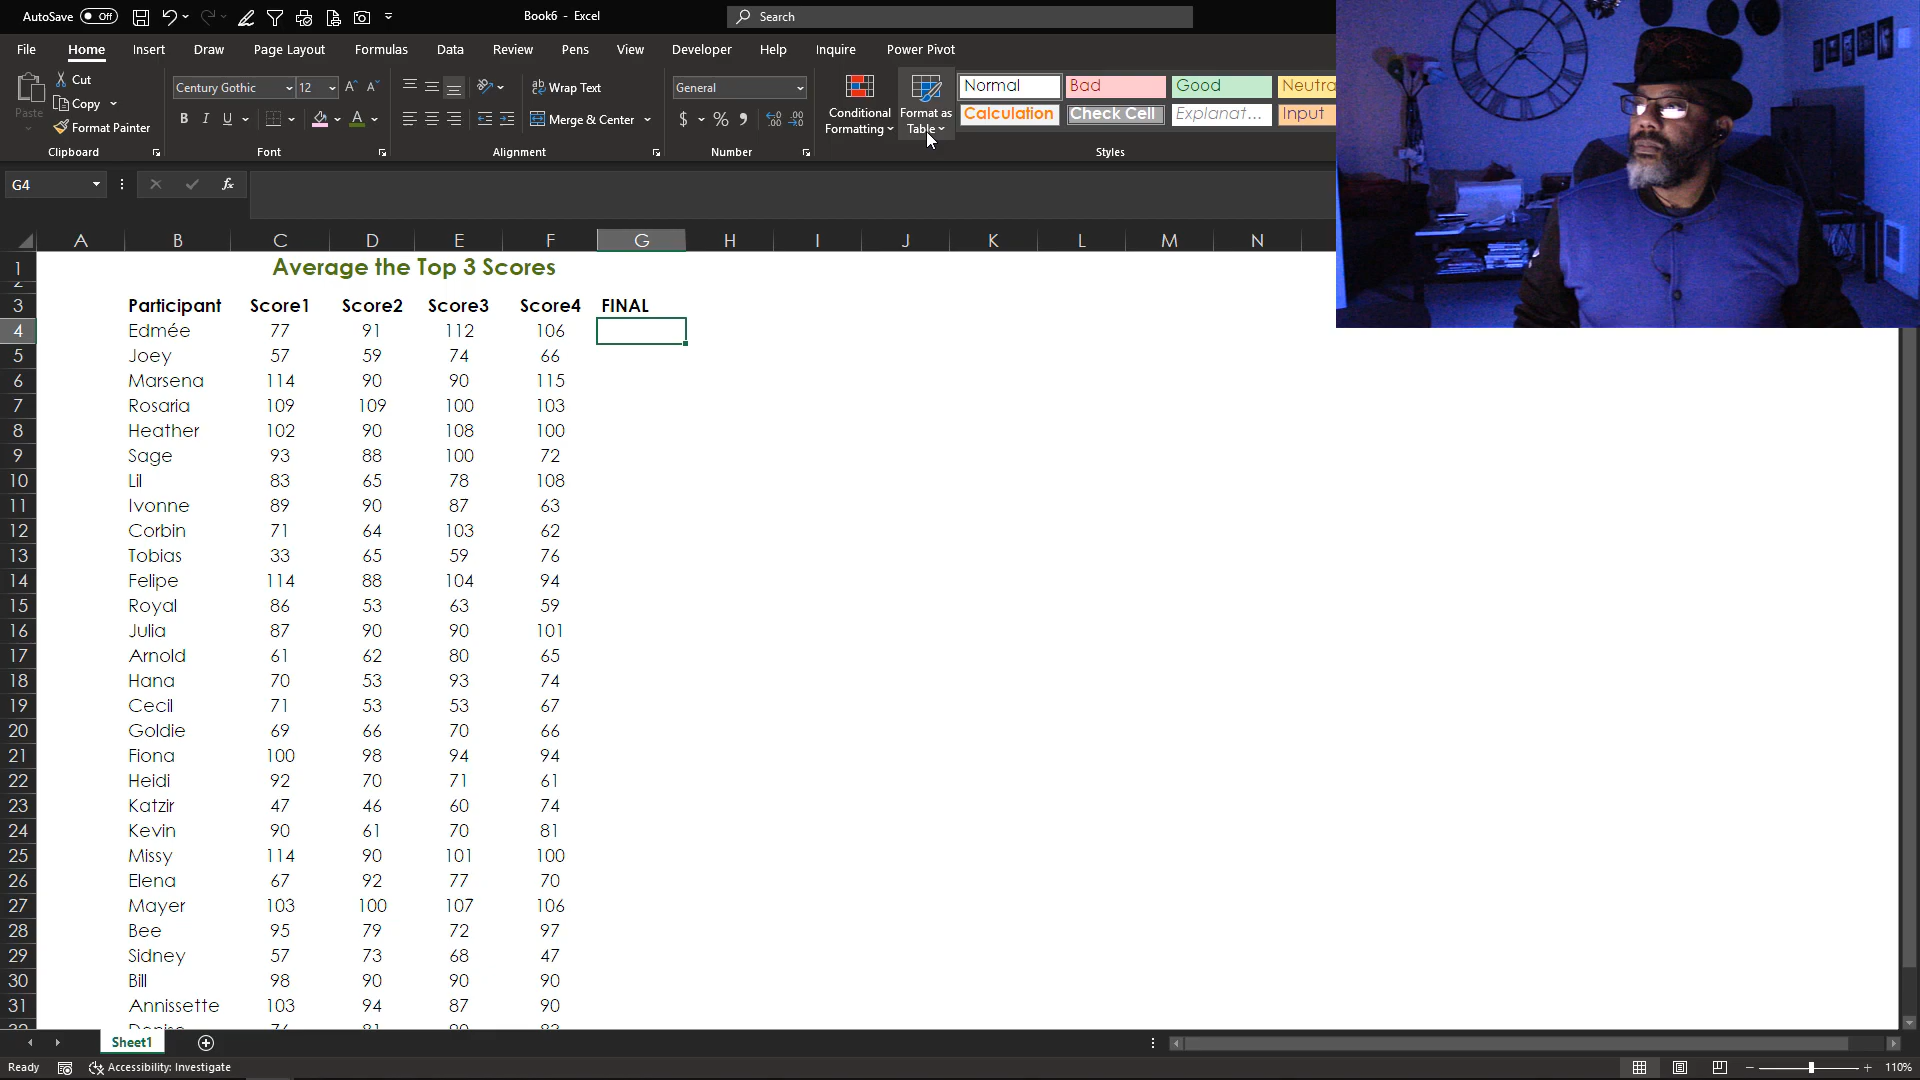 AutoSave Off
Book6 - Excel
Search
File Home Insert Draw Page Layout Formulas Data Review Pens View Developer Help Inquire Power Pivot
Paste
Cut
Copy
Format Painter
Clipboard
Century Gothic 12
B I U
Font
Wrap Text
Merge & Center
Alignment
General
$ % 9
Number
Conditional Formatting
Format as Table
Normal Bad Good Neutra
Calculation Check Cell Explanat... Input
Styles
G4
fx
A B C D E F G H I J K L M N
1 Average the Top 3 Scores
2
3 Participant Score1 Score2 Score3 Score4 FINAL
4 Edmée 77 91 112 106
5 Joey 57 59 74 66
6 Marsena 114 90 90 115
7 Rosaria 109 109 100 103
8 Heather 102 90 108 100
9 Sage 93 88 100 72
10 Lil 83 65 78 108
11 Ivonne 89 90 87 63
12 Corbin 71 64 103 62
13 Tobias 33 65 59 76
14 Felipe 114 88 104 94
15 Royal 86 53 63 59
16 Julia 87 90 90 101
17 Arnold 61 62 80 65
18 Hana 70 53 93 74
19 Cecil 71 53 53 67
20 Goldie 69 66 70 66
21 Fiona 100 98 94 94
22 Heidi 92 70 71 61
23 Katzir 47 46 60 74
24 Kevin 90 61 70 81
25 Missy 114 90 101 100
26 Elena 67 92 77 70
27 Mayer 103 100 107 106
28 Bee 95 79 72 97
29 Sidney 57 73 68 47
30 Bill 98 90 90 90
31 Annissette 103 94 87 90
Sheet1
Ready
Accessibility: Investigate
110%